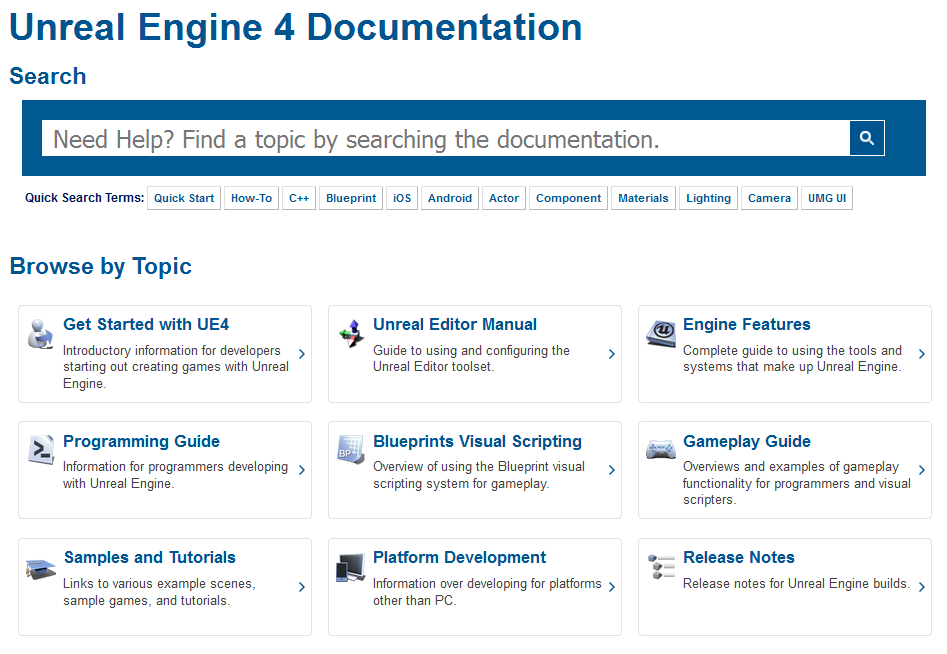 Unreal Engine 4 Documentation
Search
Need Help? Find a topic by searching the documentation.
Quick Search Terms: Quick Start How-To C++ Blueprint iOS Android Actor Component Materials Lighting Camera UMG UI
Browse by Topic
Get Started with UE4
Introductory information for developers
starting out creating games with Unreal
Engine.
Unreal Editor Manual
Guide to using and configuring the
Unreal Editor toolset.
Engine Features
Complete guide to using the tools and
systems that make up Unreal Engine.
Programming Guide
Information for programmers developing
with Unreal Engine.
BP
Blueprints Visual Scripting
Overview of using the Blueprint visual
scripting system for gameplay.
Gameplay Guide
Overviews and examples of gameplay
functionality for programmers and visual
scripters.
Samples and Tutorials
Links to various example scenes,
sample games, and tutorials.
Platform Development
Information over developing for platforms
other than PC.
Release Notes
Release notes for Unreal Engine builds.